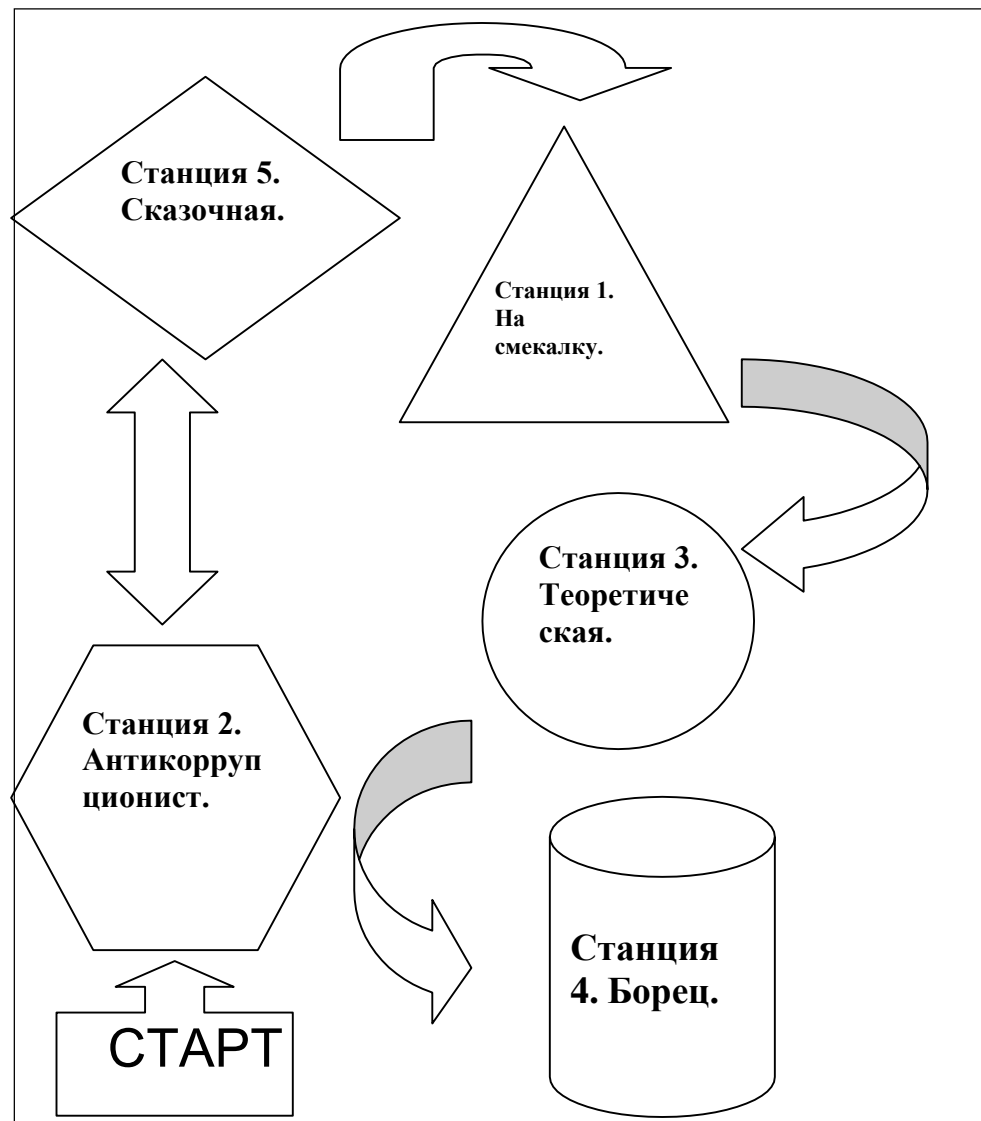 Станция 5.
Сказочная.
Станция 1.
На
смекалку.
Станция 3.
Теоретиче
ская.
Станция 2.
Антикорруп
ционист.
Станция
4. Борец.
СТАРТ